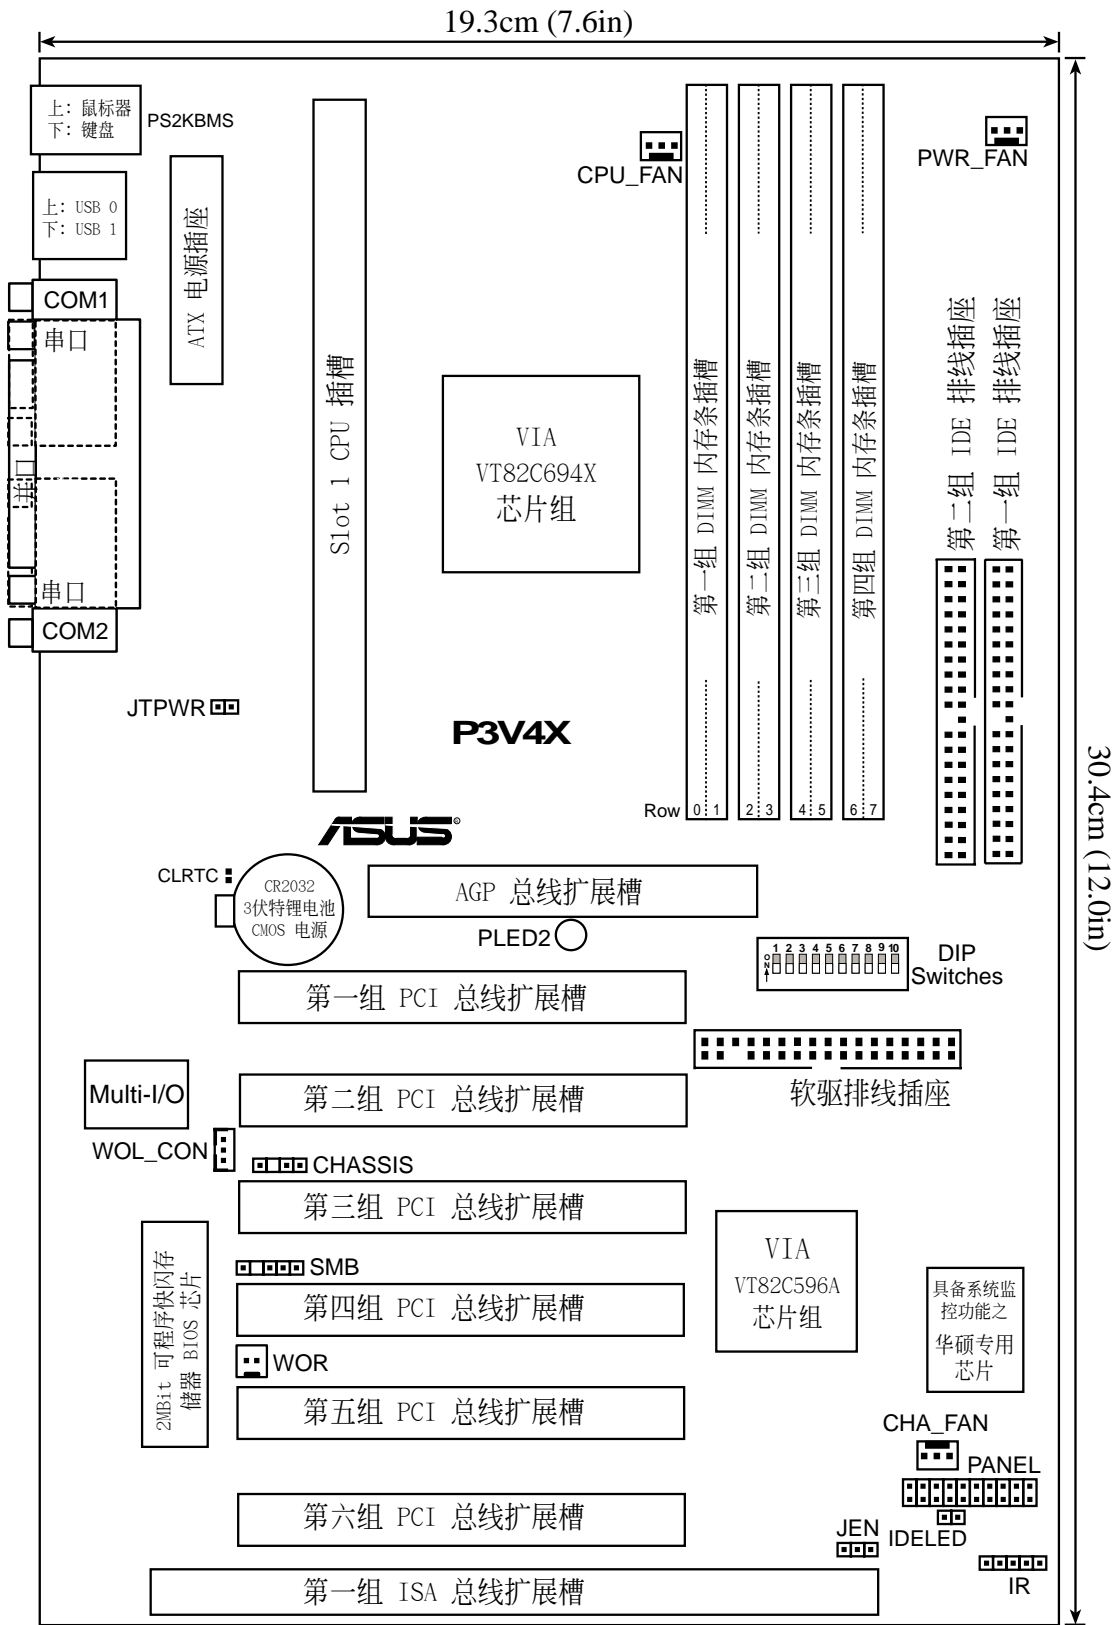 19.3cm (7.6in)
上: 鼠标器
下: 键盘
PS2KBMS
上: USB 0
下: USB 1
ATX 电源插座
COM1
串口
并口
串口
COM2
Slot 1 CPU 插槽
CPU_FAN
PWR_FAN
VIA
VT82C694X
芯片组
第一组 DIMM 内存条插槽
第二组 DIMM 内存条插槽
第三组 DIMM 内存条插槽
第四组 DIMM 内存条插槽
第二组 IDE 排线插座
第一组 IDE 排线插座
JTPWR
P3V4X
Row 0 1 2 3 4 5 6 7
30.4cm (12.0in)
ASUS®
CLRTC
CR2032
3伏特锂电池
CMOS 电源
AGP 总线扩展槽
PLED2
ON
1 2 3 4 5 6 7 8 9 10
DIP
Switches
第一组 PCI 总线扩展槽
软驱排线插座
Multi-I/O
第二组 PCI 总线扩展槽
WOL_CON
CHASSIS
第三组 PCI 总线扩展槽
2MBit 可程序快闪存
储器 BIOS 芯片
SMB
第四组 PCI 总线扩展槽
VIA
VT82C596A
芯片组
具备系统监
控功能之
华硕专用
芯片
WOR
第五组 PCI 总线扩展槽
CHA_FAN
PANEL
第六组 PCI 总线扩展槽
JEN
IDELED
IR
第一组 ISA 总线扩展槽